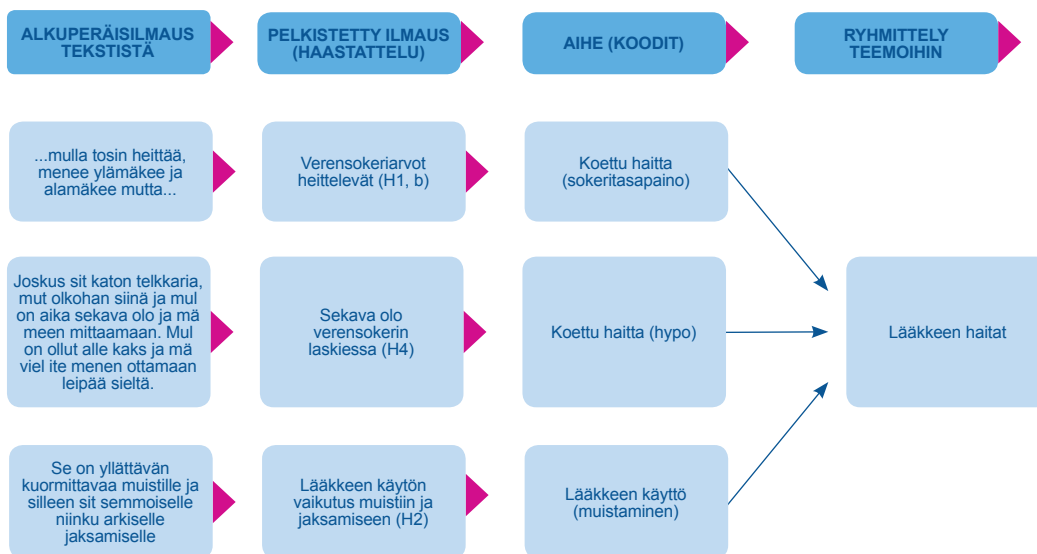 ALKUPERÄISILMAUS
TEKSTISTÄ
PELKISTETTY ILMAUS
(HAASTATTELU)
AIHE (KOODIT)
RYHMITTELY
TEEMOIHIN
...mulla tosin heittää,
menee ylämäkee ja
alamäkee mutta...
Verensokeriarvot
heittelevät (H1, b)
Koettu haitta
(sokeritasapaino)
Joskus sit katon telkkaria,
mut olkohan siinä ja mul
on aika sekava olo ja mä
meen mittaamaan. Mul
on ollut alle kaks ja mä
viel ite menen ottamaan
leipää sieltä.
Sekava olo
verensokerin
laskiessa (H4)
Koettu haitta (hypo)
Lääkkeen haitat
Se on yllättävän
kuormittavaa muistille ja
silleen sit semmoiselle
niinku arkiselle
jaksamiselle
Lääkkeen käytön
vaikutus muistiin ja
jaksamiseen (H2)
Lääkkeen käyttö
(muistaminen)